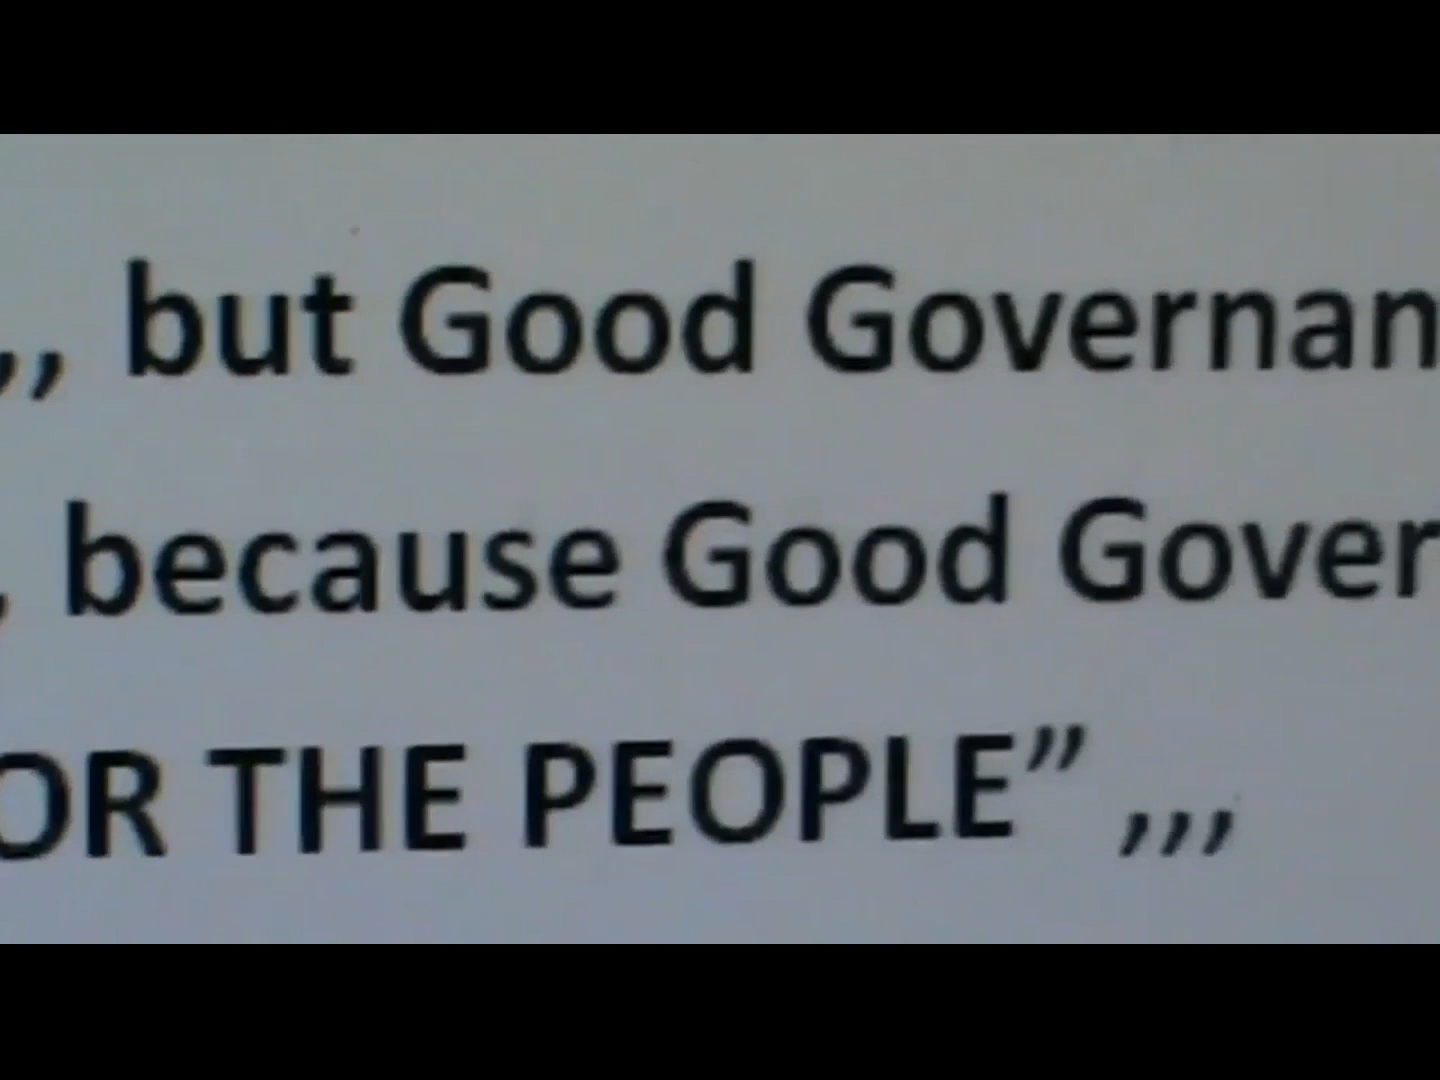 ,, but Good Governan
, because Good Gover
OR THE PEOPLE” ,,,